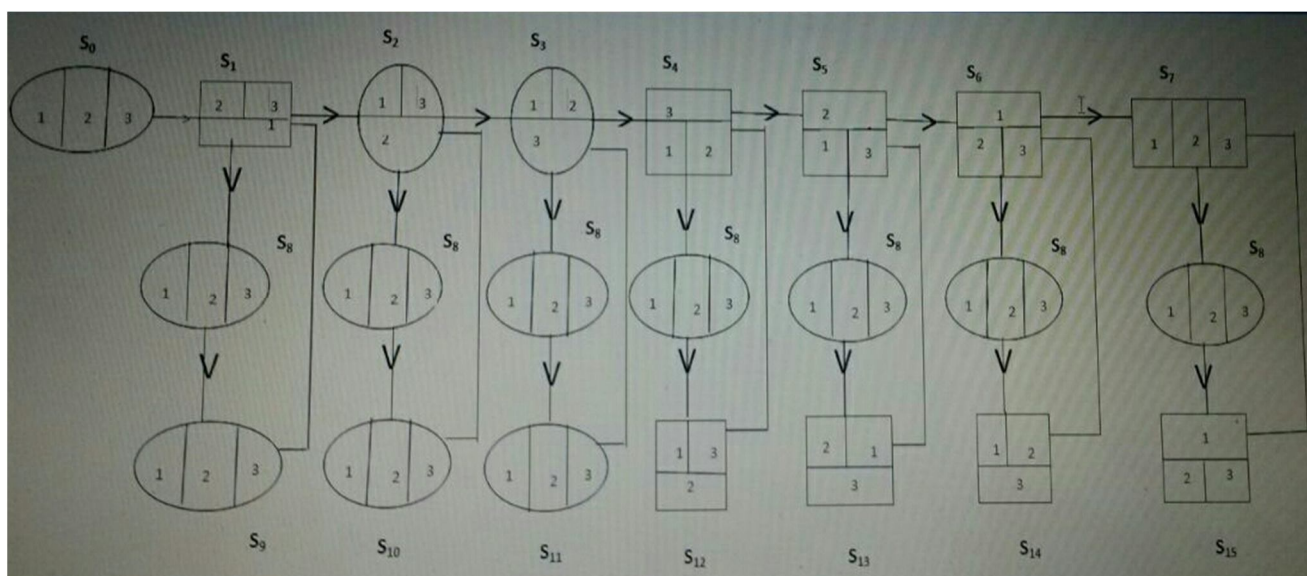 S₀
S₁
S₂
S₃
S₄
S₅
S₆
S₇
1 2 3
2 3
1
1 3
2
1 2
3
3
1 2
2
1 3
1
2 3
1 2 3
S₈
S₈
S₈
S₈
S₈
S₈
S₈
1 2 3
1 2 3
1 2 3
1 2 3
1 2 3
1 2 3
1 2 3
1 2 3
1 2 3
1 2 3
1 3
2
2 1
3
1 2
3
1
2 3
S₉
S₁₀
S₁₁
S₁₂
S₁₃
S₁₄
S₁₅